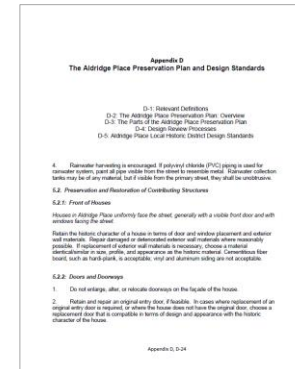 Appendix D
The Aldridge Place Preservation Plan and Design Standards
D-1: Relevant Definitions
D-2: The Aldridge Place Preservation Plan: Overview
D-3: The Parts of the Aldridge Place Preservation Plan
D-4: Design Review Processes
D-5: Aldridge Place Local Historic District Design Standards
4. Rainwater harvesting is encouraged. If polyvinyl chloride (PVC) piping is used for
rainwater system, paint all pipe visible from the street to resemble metal. Rainwater collection
tanks may be of any material, but if visible from the primary street, they shall be unobtrusive.
5.2. Preservation and Restoration of Contributing Structures
5.2.1: Front of Houses
Houses in Aldridge Place uniformly face the street, generally with a visible front door and with
windows facing the street.
Retain the historic character of a house in terms of door and window placement and exterior
wall materials. Repair damaged or deteriorated exterior wall materials where reasonably
possible. If replacement of exterior wall materials is necessary, choose a material
identical/similar in size, profile, and appearance as the historic material. Cementitious fiber
board, such as hardi-plank, is acceptable; vinyl and aluminum siding are not acceptable.
5.2.2: Doors and Doorways
1. Do not enlarge, alter, or relocate doorways on the façade of the house.
2. Retain and repair an original entry door, if feasible. In cases where replacement of an
original entry door is required, or where the house does not have the original door, choose a
replacement door that is compatible in terms of design and appearance with the historic
character of the house.
Appendix D, D-24